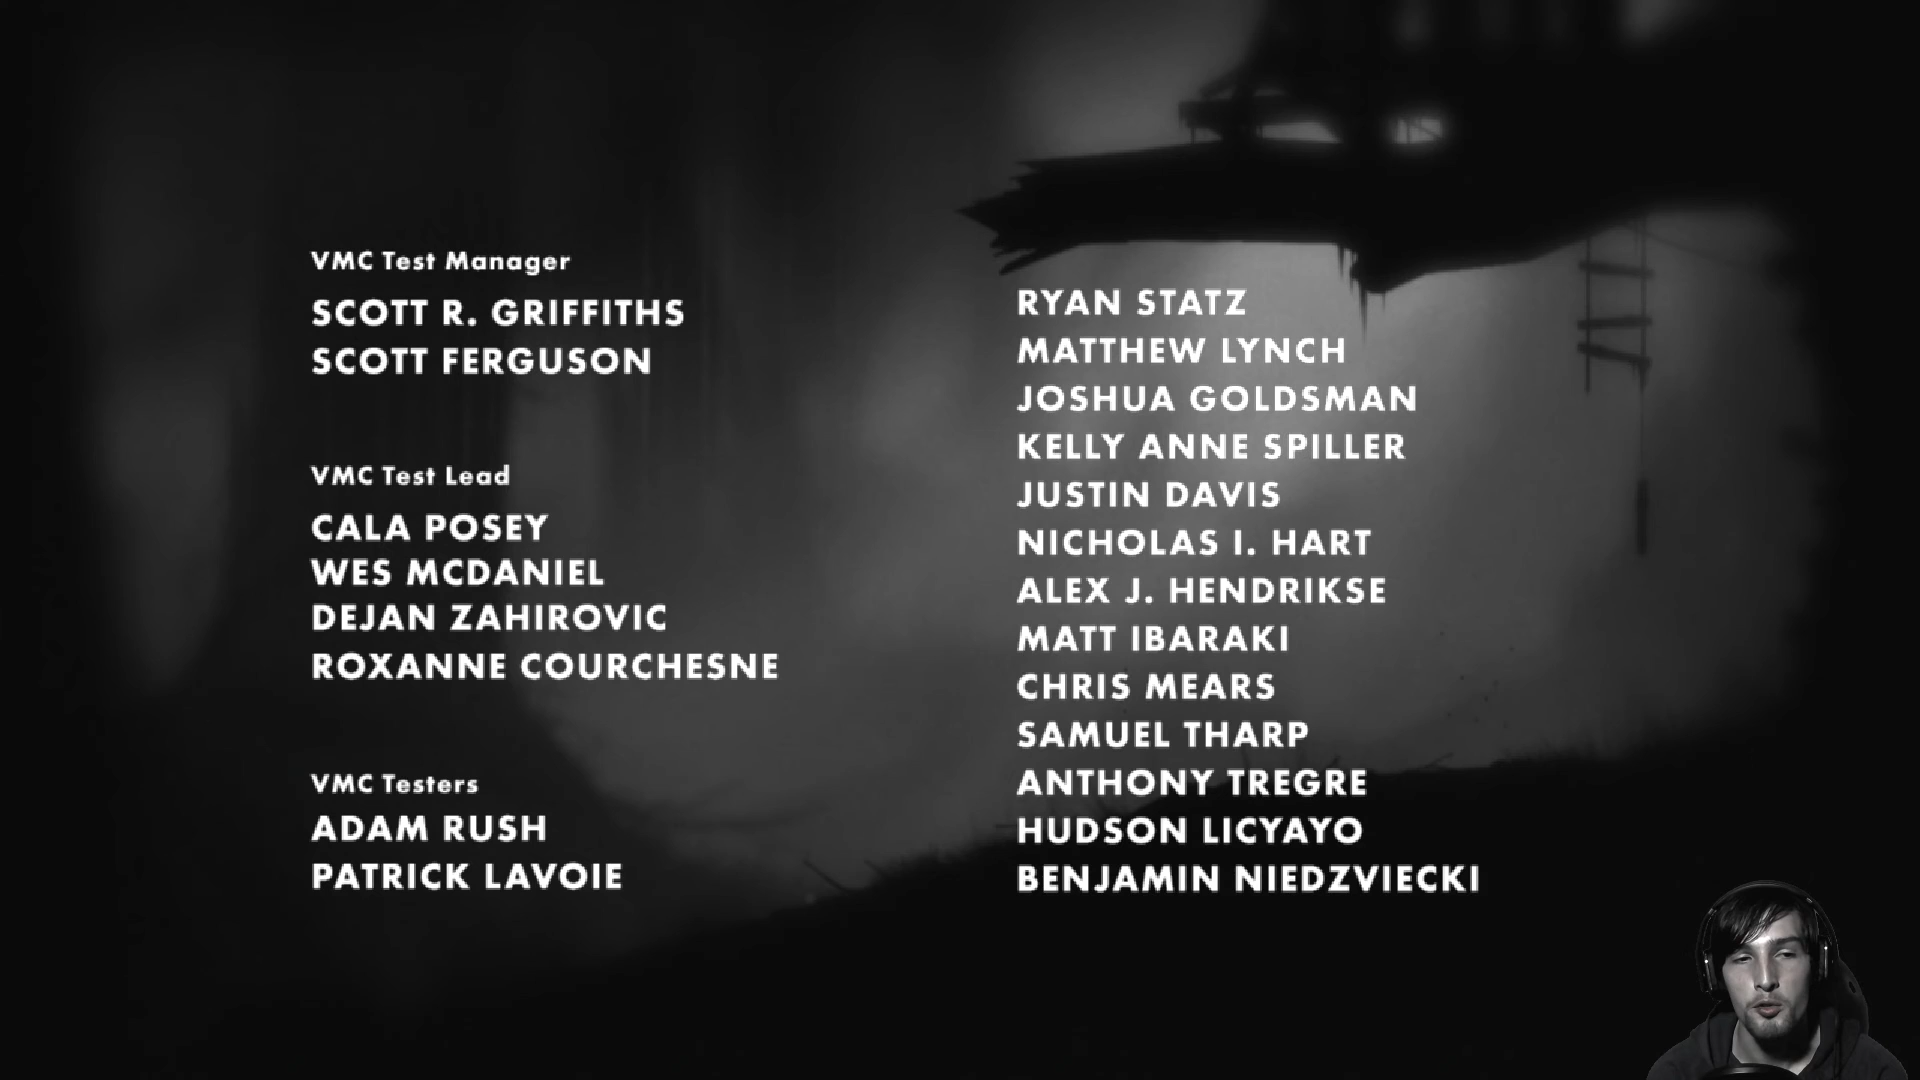 VMC Test Manager
SCOTT R. GRIFFITHS
SCOTT FERGUSON
VMC Test Lead
CALA POSEY
WES MCDANIEL
DEJAN ZAHIROVIC
ROXANNE COURCHESNE
VMC Testers
ADAM RUSH
PATRICK LAVOIE
RYAN STATZ
MATTHEW LYNCH
JOSHUA GOLDSMAN
KELLY ANNE SPILLER
JUSTIN DAVIS
NICHOLAS I. HART
ALEX J. HENDRIKSE
MATT IBARAKI
CHRIS MEARS
SAMUEL THARP
ANTHONY TREGRE
HUDSON LICYAYO
BENJAMIN NIEDZVIECKI